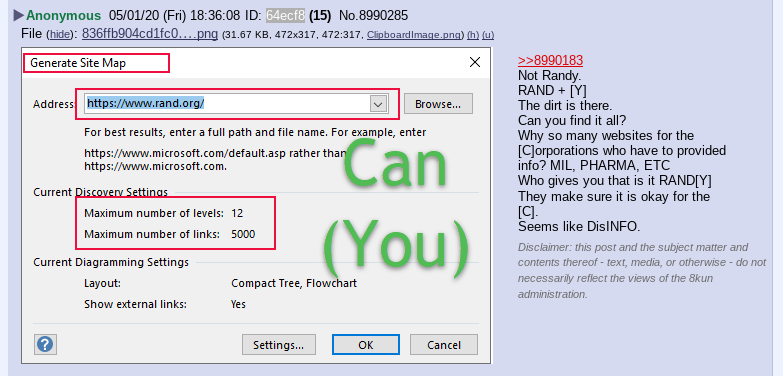 Anonymous 05/01/20 (Fri) 18:36:08 ID: 64ecf8 (15) No.8990285
File (hide): 836ffb904cd1fc0….png (31.67 KB, 472x317, 472:317, ClipboardImage.png) (h) (u)
Generate Site Map
Address: https://www.rand.org/ Browse...
For best results, enter a full path and file name. For example, enter
https://www.microsoft.com/default.asp rather than
https://www.microsoft.com.
Current Discovery Settings
Maximum number of levels: 12
Maximum number of links: 5000
Current Diagramming Settings
Layout: Compact Tree, Flowchart
Show external links: Yes
? Settings... OK Cancel
Can
(You)
>>8990183
Not Randy.
RAND + [Y]
The dirt is there.
Can you find it all?
Why so many websites for the
[C]orporations who have to provided
info? MIL, PHARMA, ETC
Who gives you that is it RAND[Y]
They make sure it is okay for the
[C].
Seems like DisINFO.
Disclaimer: this post and the subject matter and
contents thereof - text, media, or otherwise - do not
necessarily reflect the views of the 8kun
administration.